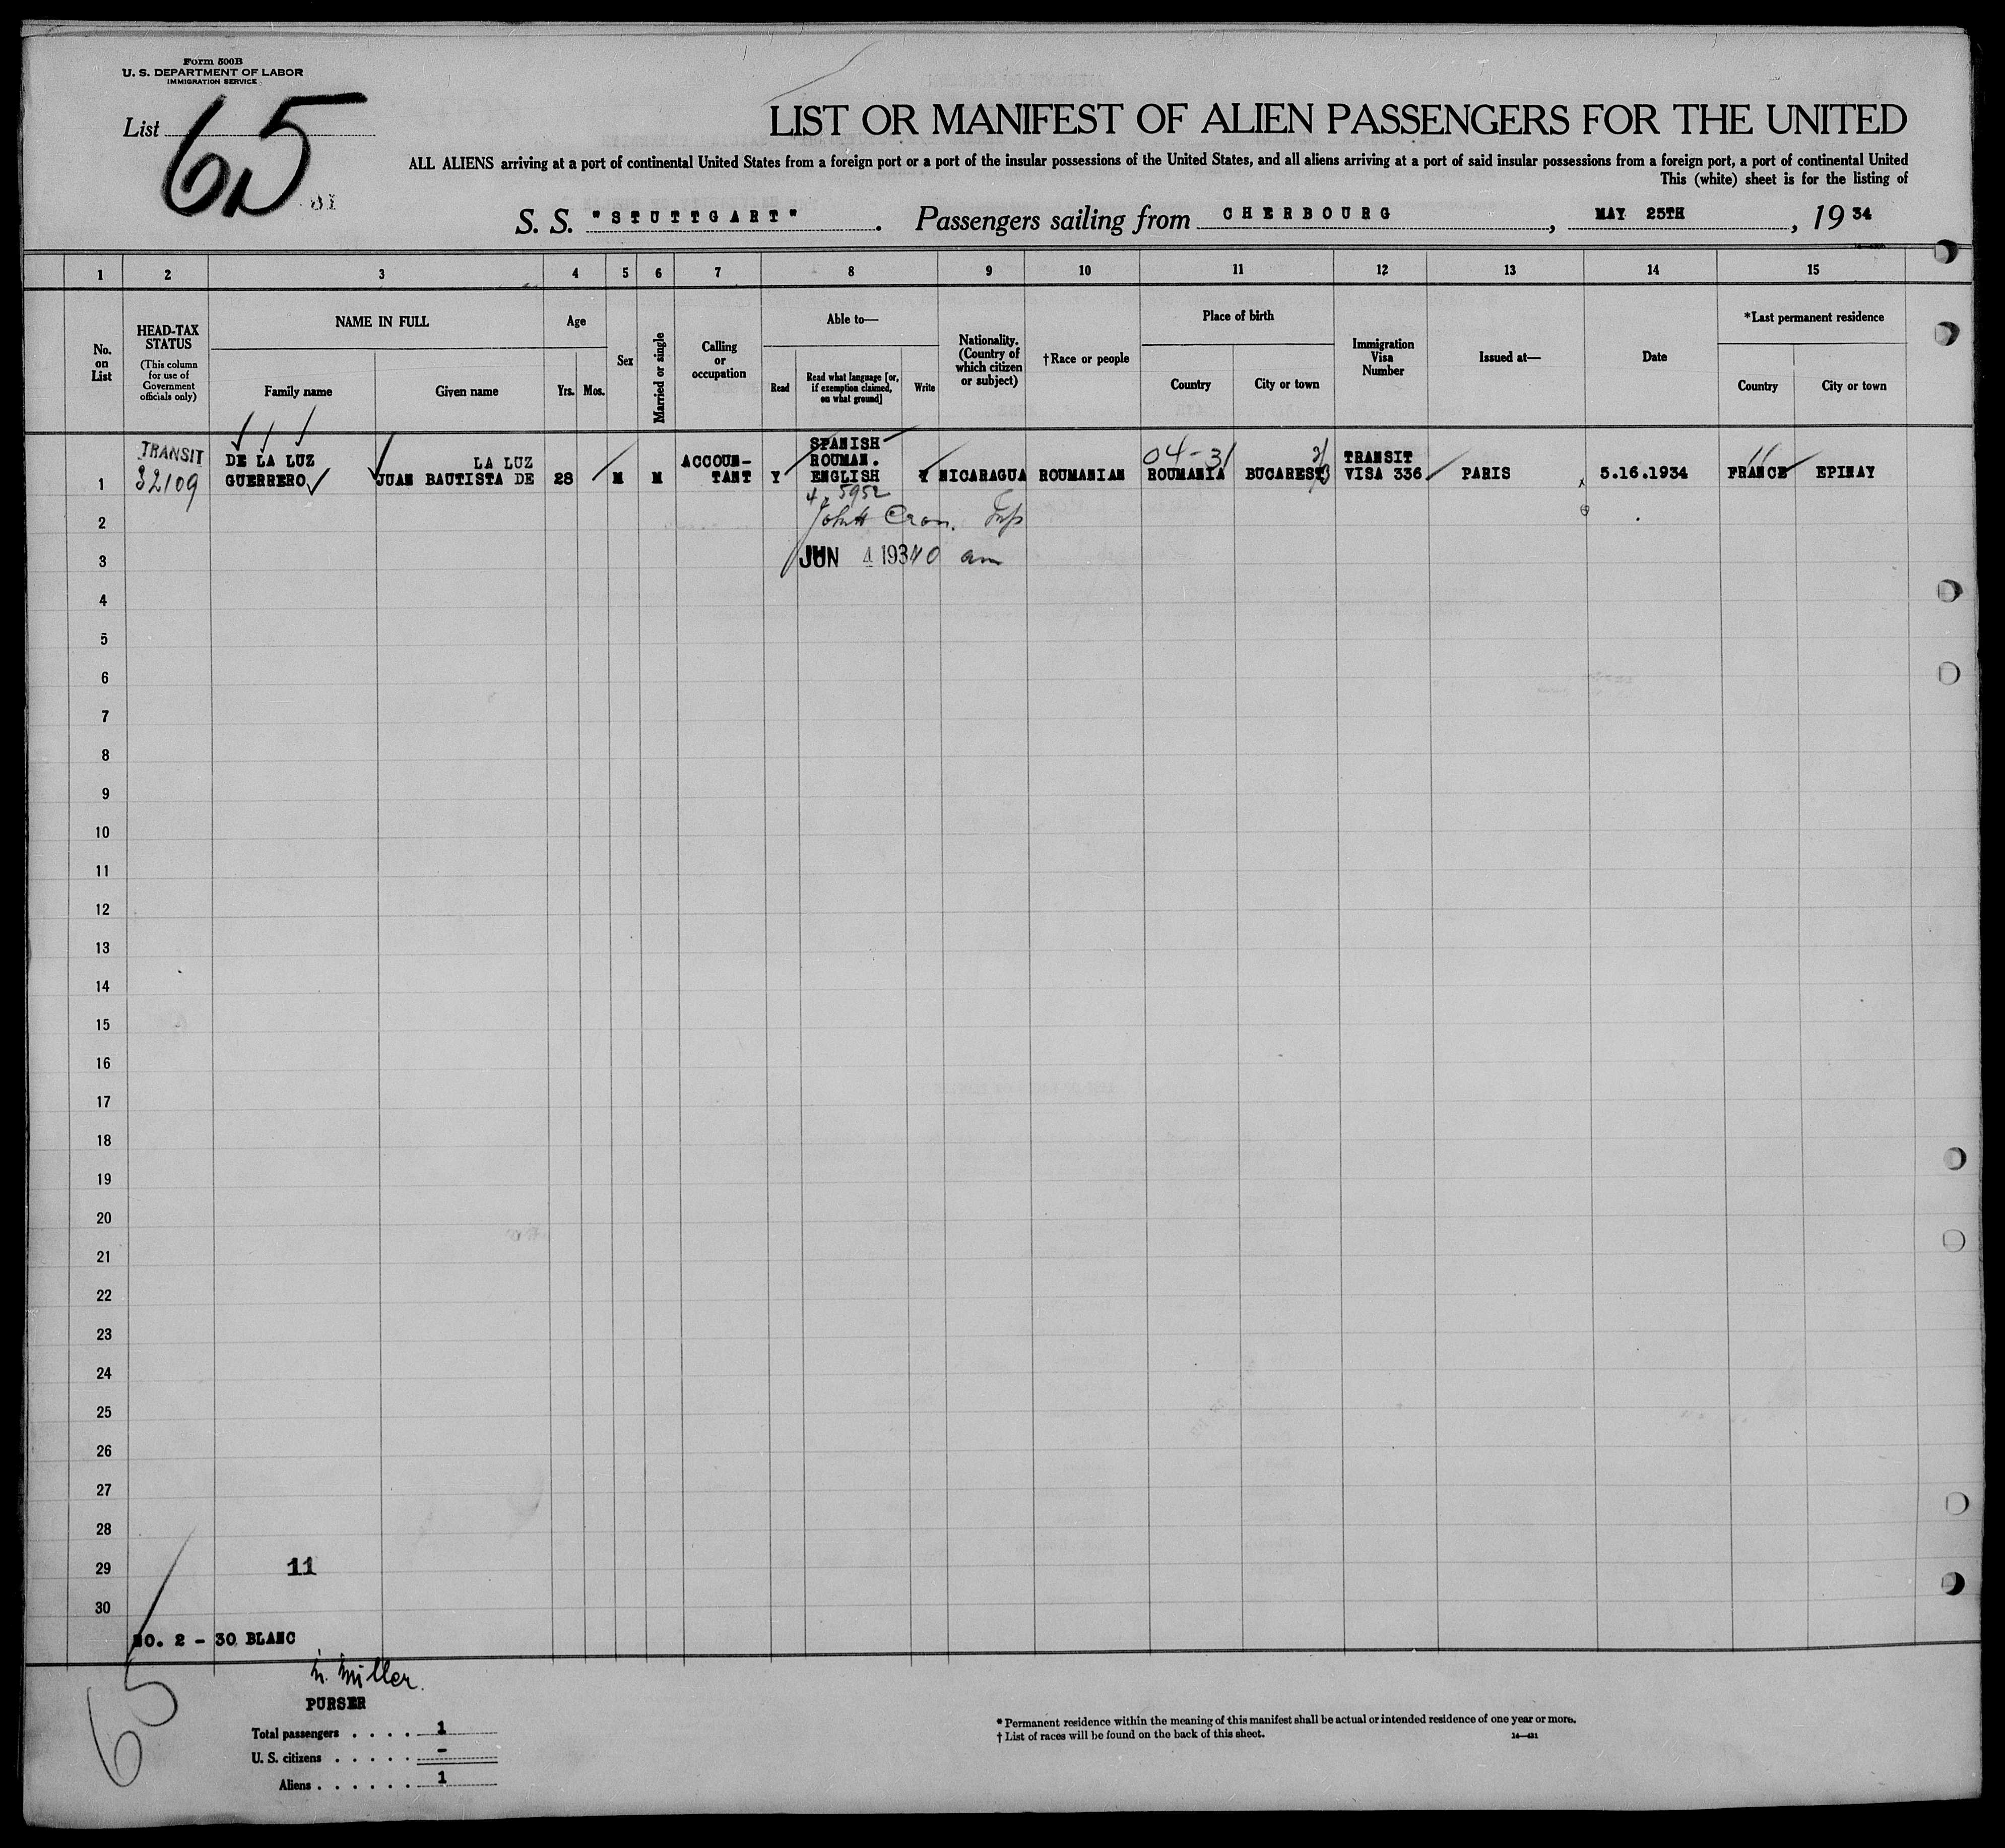 Form 500B
U. S. DEPARTMENT OF LABOR
IMMIGRATION SERVICE
List 65
LIST OR MANIFEST OF ALIEN PASSENGERS FOR THE UNITED
ALL ALIENS arriving at a port of continental United States from a foreign port or a port of the insular possessions of the United States, and all aliens arriving at a port of said insular possessions from a foreign port, a port of continental United
This (white) sheet is for the listing of
S. S. "STUTTGART". Passengers sailing from CHERBOURG, MAY 25TH, 1934
1 2 3 4 5 6 7 8 9 10 11 12 13 14 15
No. on List
HEAD-TAX STATUS
(This column for use of Government officials only)
NAME IN FULL
Family name
Given name
Age
Yrs. Mos.
Sex
Married or single
Calling or occupation
Able to—
Read
Read what language [or, if exemption claimed, on what ground]
Write
Nationality. (Country of which citizen or subject)
†Race or people
Place of birth
Country
City or town
Immigration Visa Number
Issued at—
Date
*Last permanent residence
Country
City or town
TRANSIT DE LA LUZ LA LUZ ACCOUN- SPANISH ROUMAN. 04-31 TRANSIT
1 32109 GUERRERO JUAN BAUTISTA DE 28 M M TANT Y ENGLISH Y NICARAGUA ROUMANIAN ROUMANIA BUCAREST VISA 336 PARIS 5.16.1934 FRANCE EPINAY
5952
2
3 JUN 4 1934 10 am
4
5
6
7
8
9
10
11
12
13
14
15
16
17
18
19
20
21
22
23
24
25
26
27
28
29 11
30
NO. 2 - 30 BLANC
Miller.
PURSER
65
Total passengers . . . . 1
U. S. citizens . . . . . -
Aliens . . . . . . 1
* Permanent residence within the meaning of this manifest shall be actual or intended residence of one year or more.
† List of races will be found on the back of this sheet.